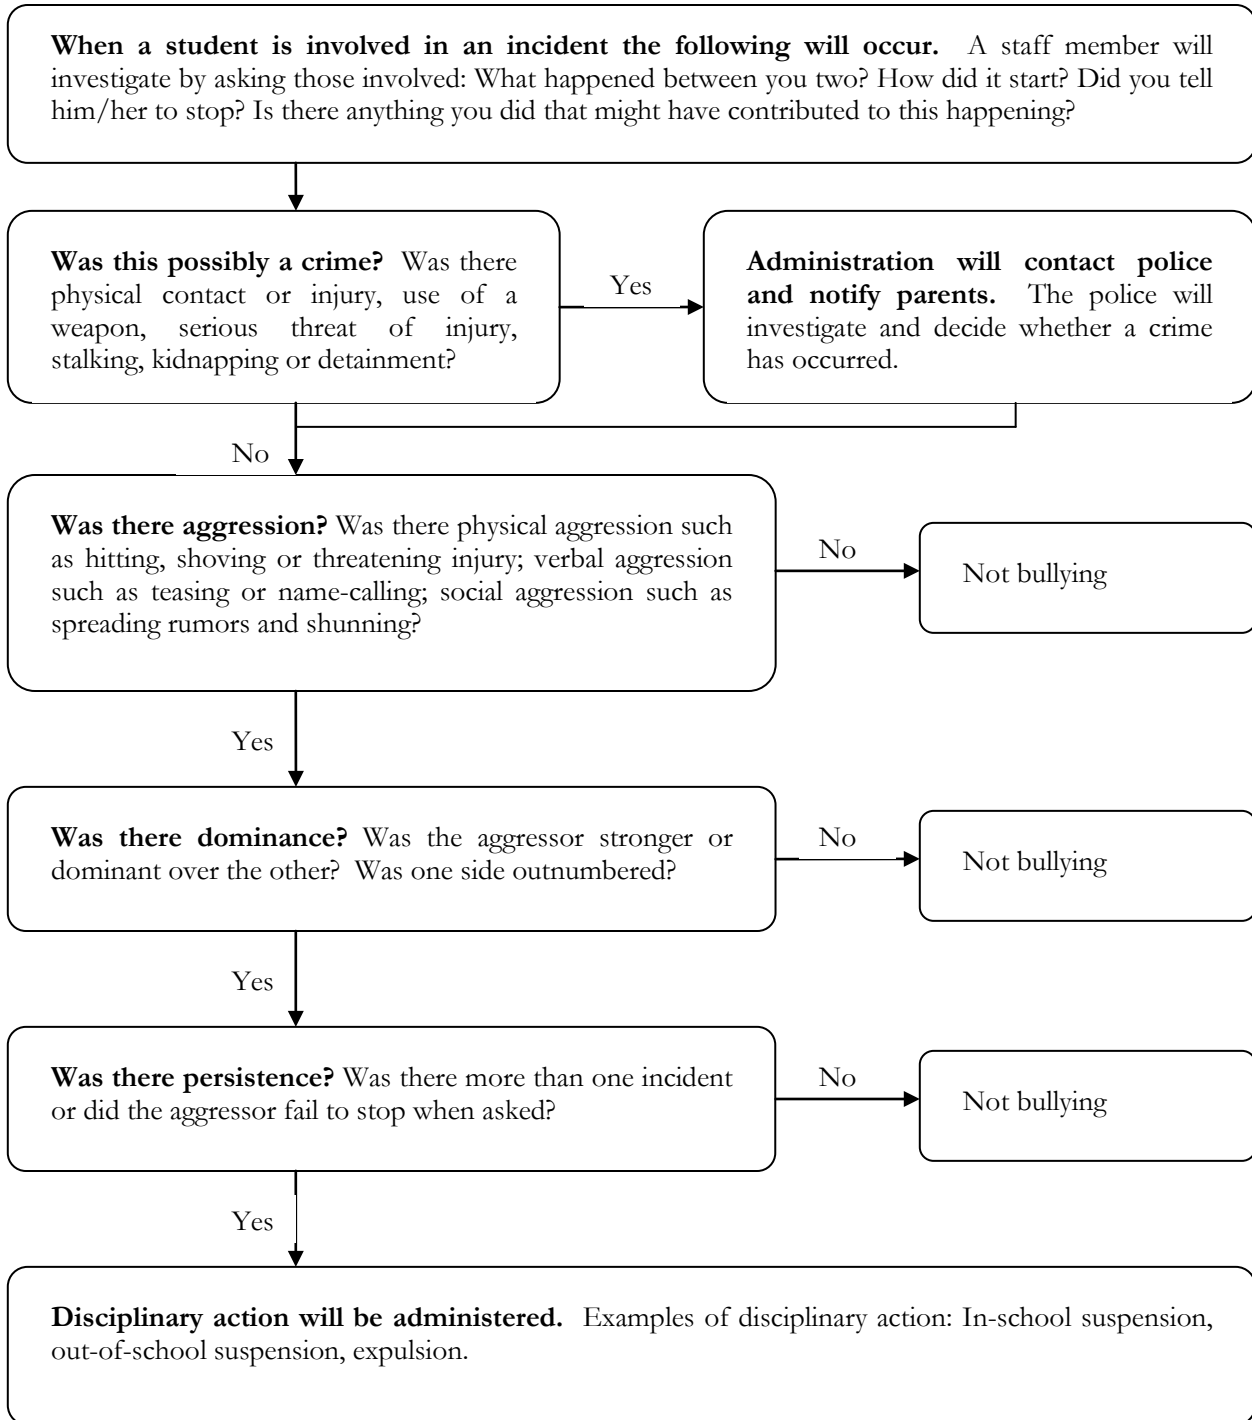 When a student is involved in an incident the following will occur. A staff member will
investigate by asking those involved: What happened between you two? How did it start? Did you tell
him/her to stop? Is there anything you did that might have contributed to this happening?
Was this possibly a crime? Was there
physical contact or injury, use of a
weapon, serious threat of injury,
stalking, kidnapping or detainment?
Yes
Administration will contact police
and notify parents. The police will
investigate and decide whether a crime
has occurred.
No
Was there aggression? Was there physical aggression such
as hitting, shoving or threatening injury; verbal aggression
such as teasing or name-calling; social aggression such as
spreading rumors and shunning?
No
Not bullying
Yes
Was there dominance? Was the aggressor stronger or
dominant over the other? Was one side outnumbered?
No
Not bullying
Yes
Was there persistence? Was there more than one incident
or did the aggressor fail to stop when asked?
No
Not bullying
Yes
Disciplinary action will be administered. Examples of disciplinary action: In-school suspension,
out-of-school suspension, expulsion.